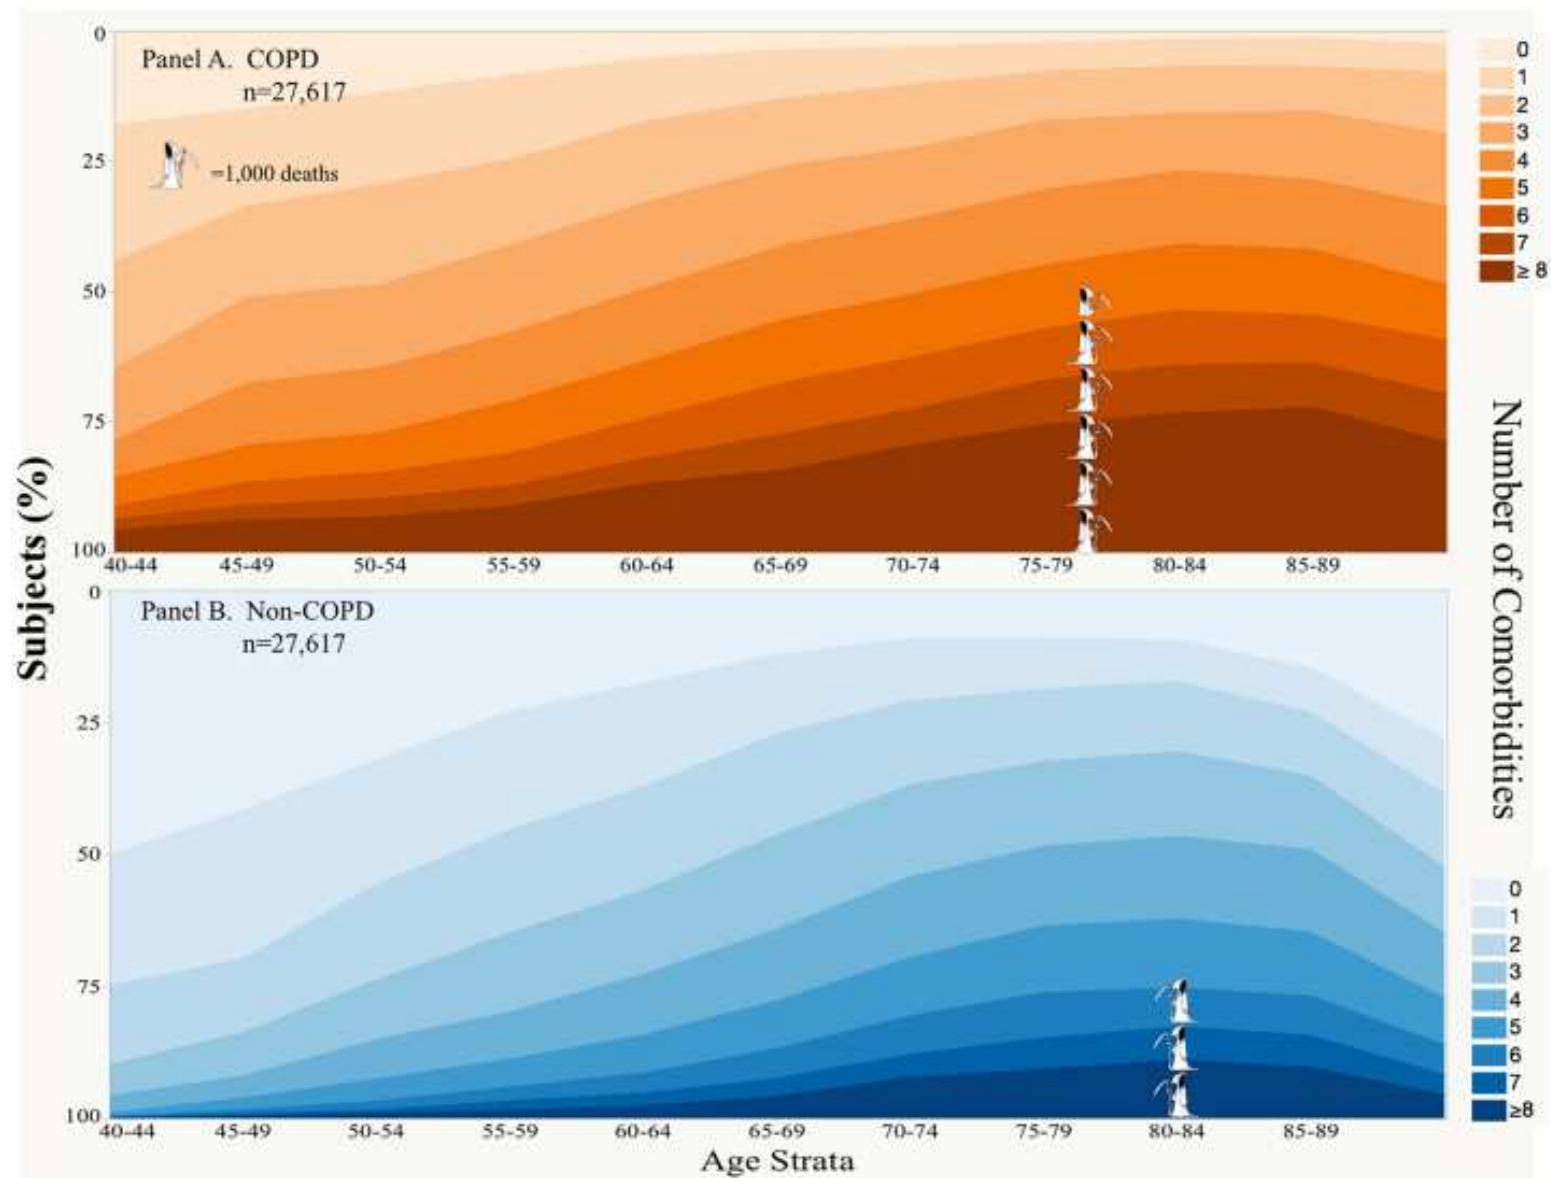 0
Panel A. COPD
n=27,617
=1,000 deaths
25
50
75
100
40-44 45-49 50-54 55-59 60-64 65-69 70-74 75-79 80-84 85-89
0
1
2
3
4
5
6
7
≥ 8
Subjects (%)
Number of Comorbidities
0
Panel B. Non-COPD
n=27,617
25
50
75
100
40-44 45-49 50-54 55-59 60-64 65-69 70-74 75-79 80-84 85-89
Age Strata
0
1
2
3
4
5
6
7
≥8